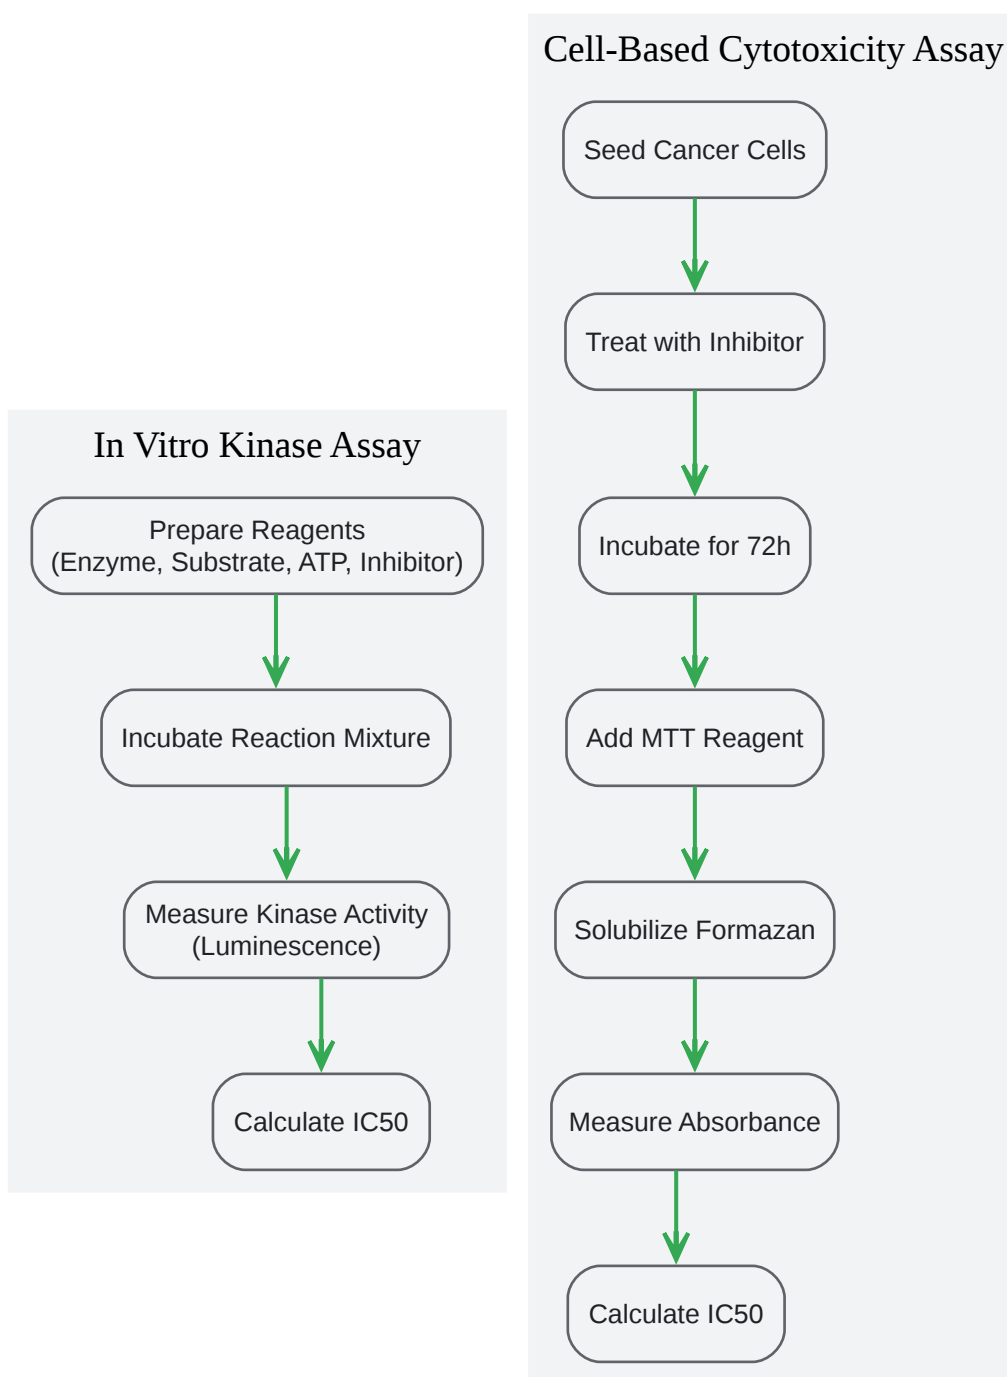 In Vitro Kinase Assay
Prepare Reagents
(Enzyme, Substrate, ATP, Inhibitor)
Incubate Reaction Mixture
Measure Kinase Activity
(Luminescence)
Calculate IC50
Cell-Based Cytotoxicity Assay
Seed Cancer Cells
Treat with Inhibitor
Incubate for 72h
Add MTT Reagent
Solubilize Formazan
Measure Absorbance
Calculate IC50